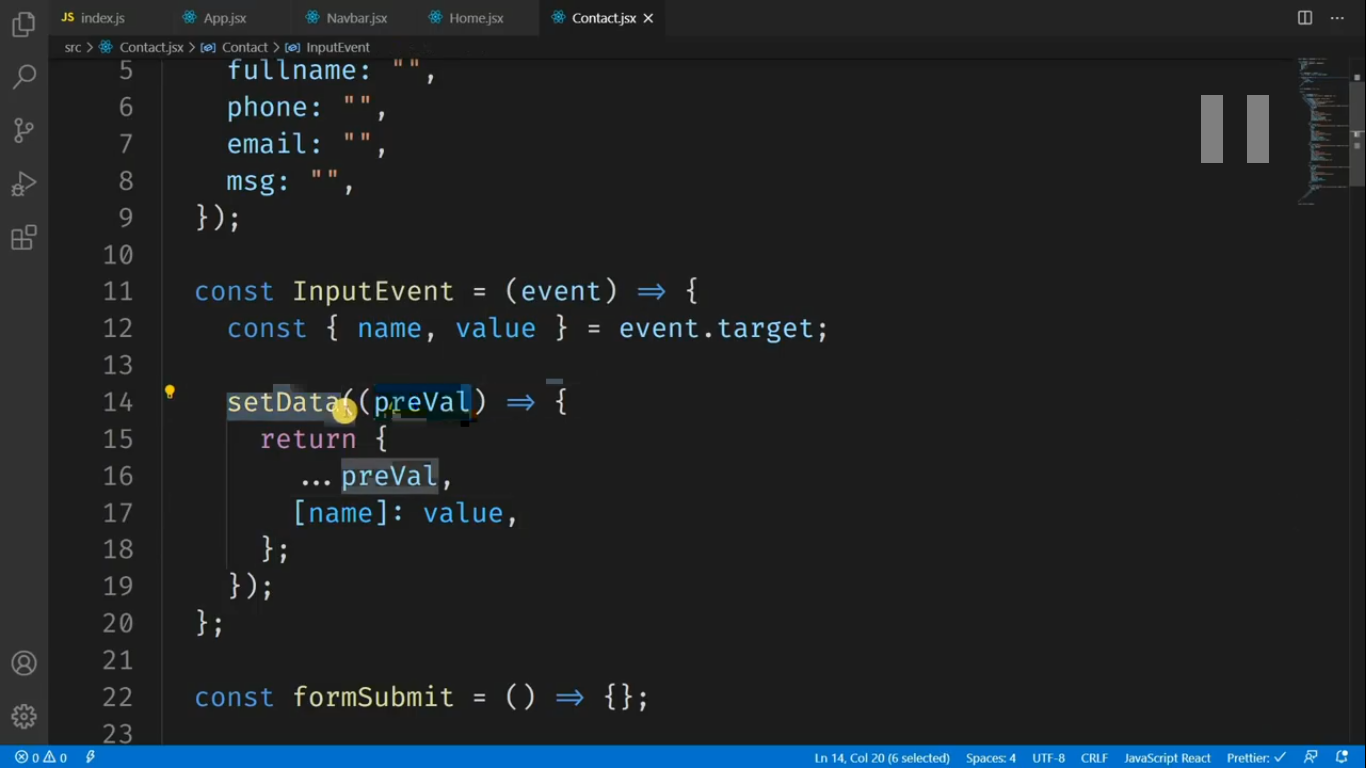 JS index.js App.jsx Navbar.jsx Home.jsx Contact.jsx
src > Contact.jsx > Contact > InputEvent
5 fullname: "",
6 phone: "",
7 email: "",
8 msg: "",
9 });
10
11 const InputEvent = (event) => {
12 const { name, value } = event.target;
13
14 setData((preVal) => {
15 return {
16 ...preVal,
17 [name]: value,
18 };
19 });
20 };
21
22 const formSubmit = () => {};
23
0 0 Ln 14, Col 20 (6 selected) Spaces: 4 UTF-8 CRLF JavaScript React Prettier: ✓